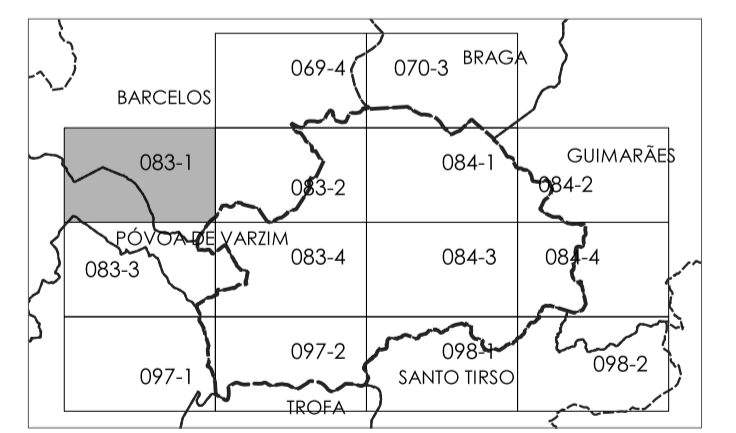 069-4
070-3
BRAGA
BARCELOS
083-1
083-2
084-1
GUIMARÃES
084-2
PÓVOA DE VARZIM
083-3
083-4
084-3
084-4
097-1
097-2
098-1
098-2
SANTO TIRSO
TROFA